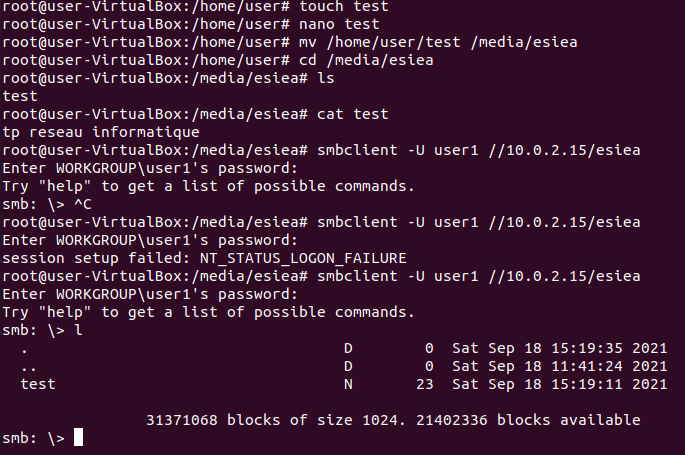 root@user-VirtualBox:/home/user# touch test
root@user-VirtualBox:/home/user# nano test
root@user-VirtualBox:/home/user# mv /home/user/test /media/esiea
root@user-VirtualBox:/home/user# cd /media/esiea
root@user-VirtualBox:/media/esiea# ls
test
root@user-VirtualBox:/media/esiea# cat test
tp reseau informatique
root@user-VirtualBox:/media/esiea# smbclient -U user1 //10.0.2.15/esiea
Enter WORKGROUP\user1's password:
Try "help" to get a list of possible commands.
smb: \> ^C
root@user-VirtualBox:/media/esiea# smbclient -U user1 //10.0.2.15/esiea
Enter WORKGROUP\user1's password:
session setup failed: NT_STATUS_LOGON_FAILURE
root@user-VirtualBox:/media/esiea# smbclient -U user1 //10.0.2.15/esiea
Enter WORKGROUP\user1's password:
Try "help" to get a list of possible commands.
smb: \> l
  .                                   D        0  Sat Sep 18 15:19:35 2021
  ..                                  D        0  Sat Sep 18 11:41:24 2021
  test                                N       23  Sat Sep 18 15:19:11 2021
                31371068 blocks of size 1024. 21402336 blocks available
smb: \>